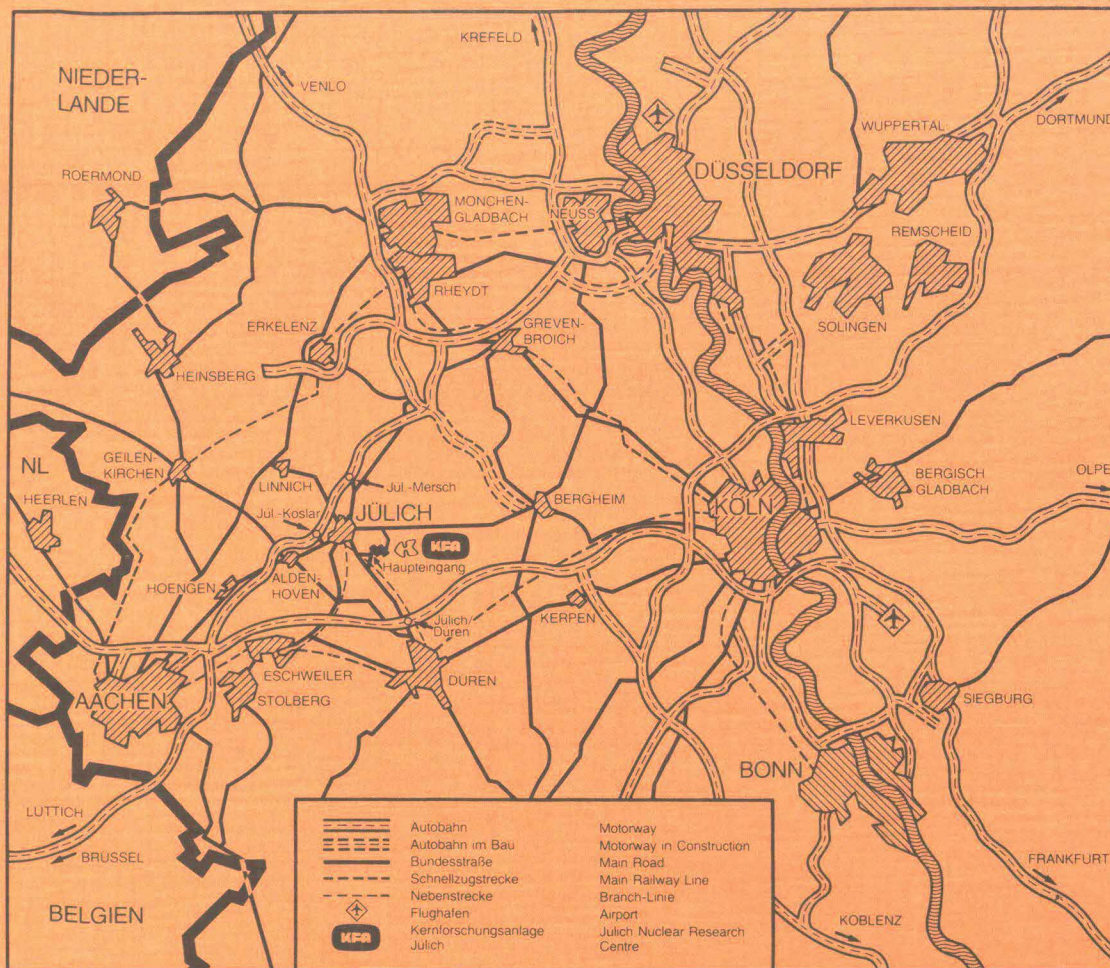 KREFELD
NIEDER-
LANDE
VENLO
DORTMUND
WUPPERTAL
DÜSSELDORF
ROERMOND
MÖNCHEN-
GLADBACH
NEUSS
REMSCHEID
RHEYDT
SOLINGEN
ERKELENZ
GREVEN-
BROICH
HEINSBERG
LEVERKUSEN
GEILEN-
KIRCHEN
NL
HEERLEN
LINNICH
Jül.-Mersch
BERGHEIM
BERGISCH
GLADBACH
OLPE
KÖLN
JÜLICH
Jül.-Koslar
KFA
Haupteingang
HOENGEN
ALDEN-
HOVEN
KERPEN
Jülich/
Düren
ESCHWEILER
DÜREN
AACHEN
STOLBERG
SIEGBURG
BONN
LÜTTICH
BRÜSSEL
FRANKFURT
BELGIEN
KOBLENZ
Autobahn Motorway
Autobahn im Bau Motorway in Construction
Bundesstraße Main Road
Schnellzugstrecke Main Railway Line
Nebenstrecke Branch-Linie
Flughafen Airport
KFA Kernforschungsanlage Jülich Nuclear Research
Jülich Centre